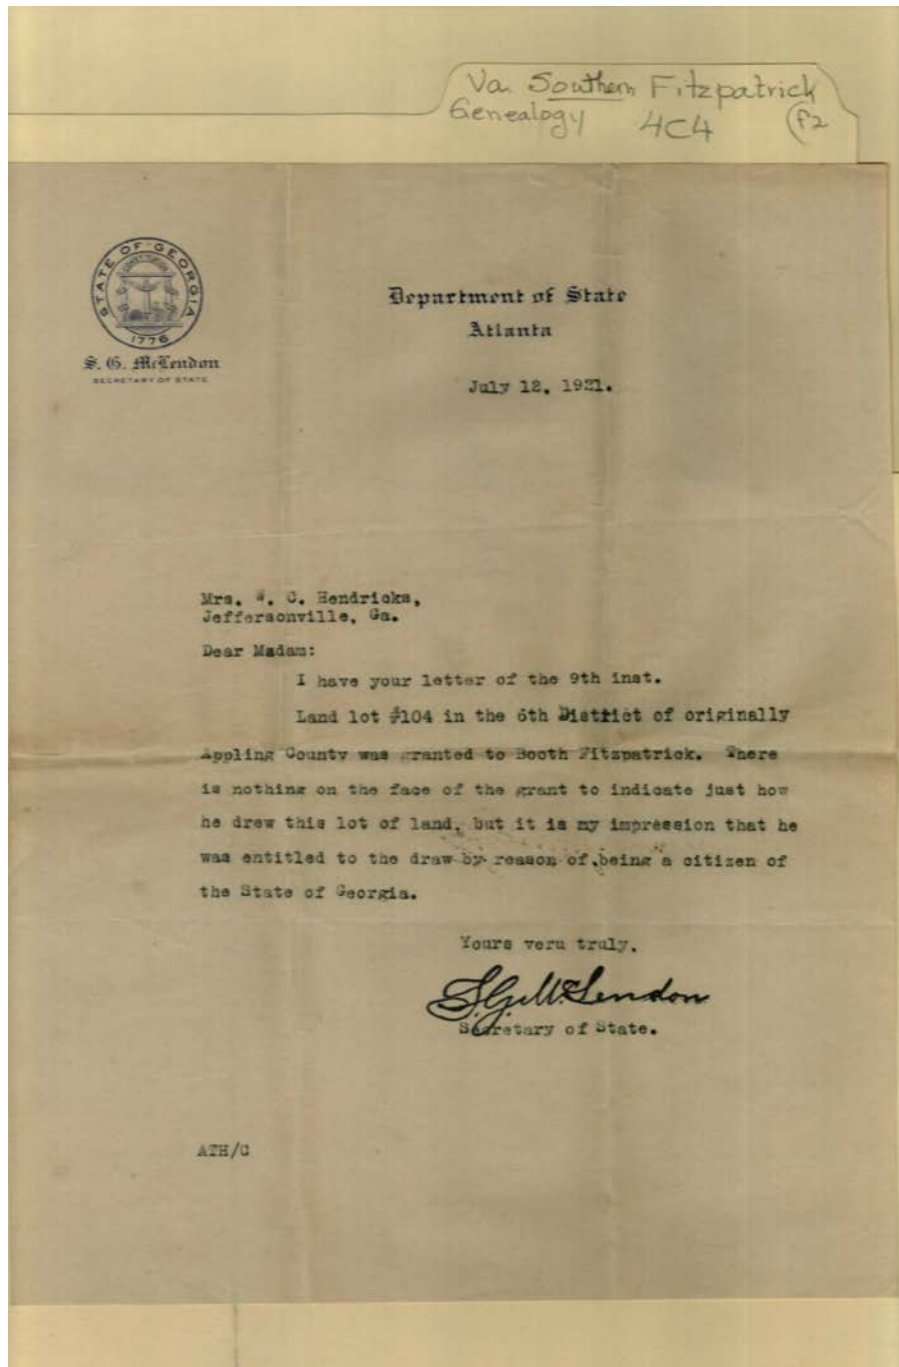 Va. Southern Fitzpatrick
Genealogy 4C4 (F2
STATE OF GEORGIA
CONSTITUTION
1776
S. G. McLendon
SECRETARY OF STATE
Department of State
Atlanta
July 12, 1921.
Mrs. W. C. Hendricks,
Jeffersonville, Ga.
Dear Madam:
I have your letter of the 9th inst.
Land lot #104 in the 6th District of originally
Appling County was granted to Booth Fitzpatrick. There
is nothing on the face of the grant to indicate just how
he drew this lot of land, but it is my impression that he
was entitled to the draw by reason of being a citizen of
the State of Georgia.
Yours veru truly,
S. G. McLendon
Secretary of State.
ATH/C